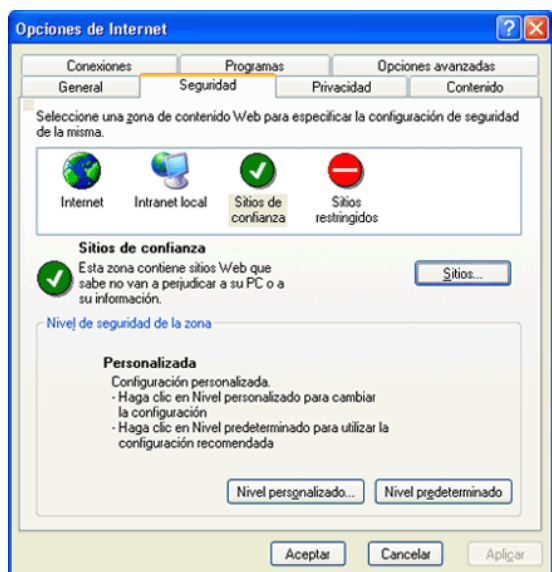 Opciones de Internet
Conexiones Programas Opciones avanzadas
General Seguridad Privacidad Contenido
Seleccione una zona de contenido Web para especificar la configuración de seguridad
de la misma.
Internet Intranet local Sitios de Sitios
confianza restringidos
Sitios de confianza
Esta zona contiene sitios Web que
sabe no van a perjudicar a su PC o a
su información.
Sitios...
Nivel de seguridad de la zona
Personalizada
Configuración personalizada.
- Haga clic en Nivel personalizado para cambiar
la configuración
- Haga clic en Nivel predeterminado para utilizar la
configuración recomendada
Nivel personalizado... Nivel predeterminado
Aceptar Cancelar Aplicar